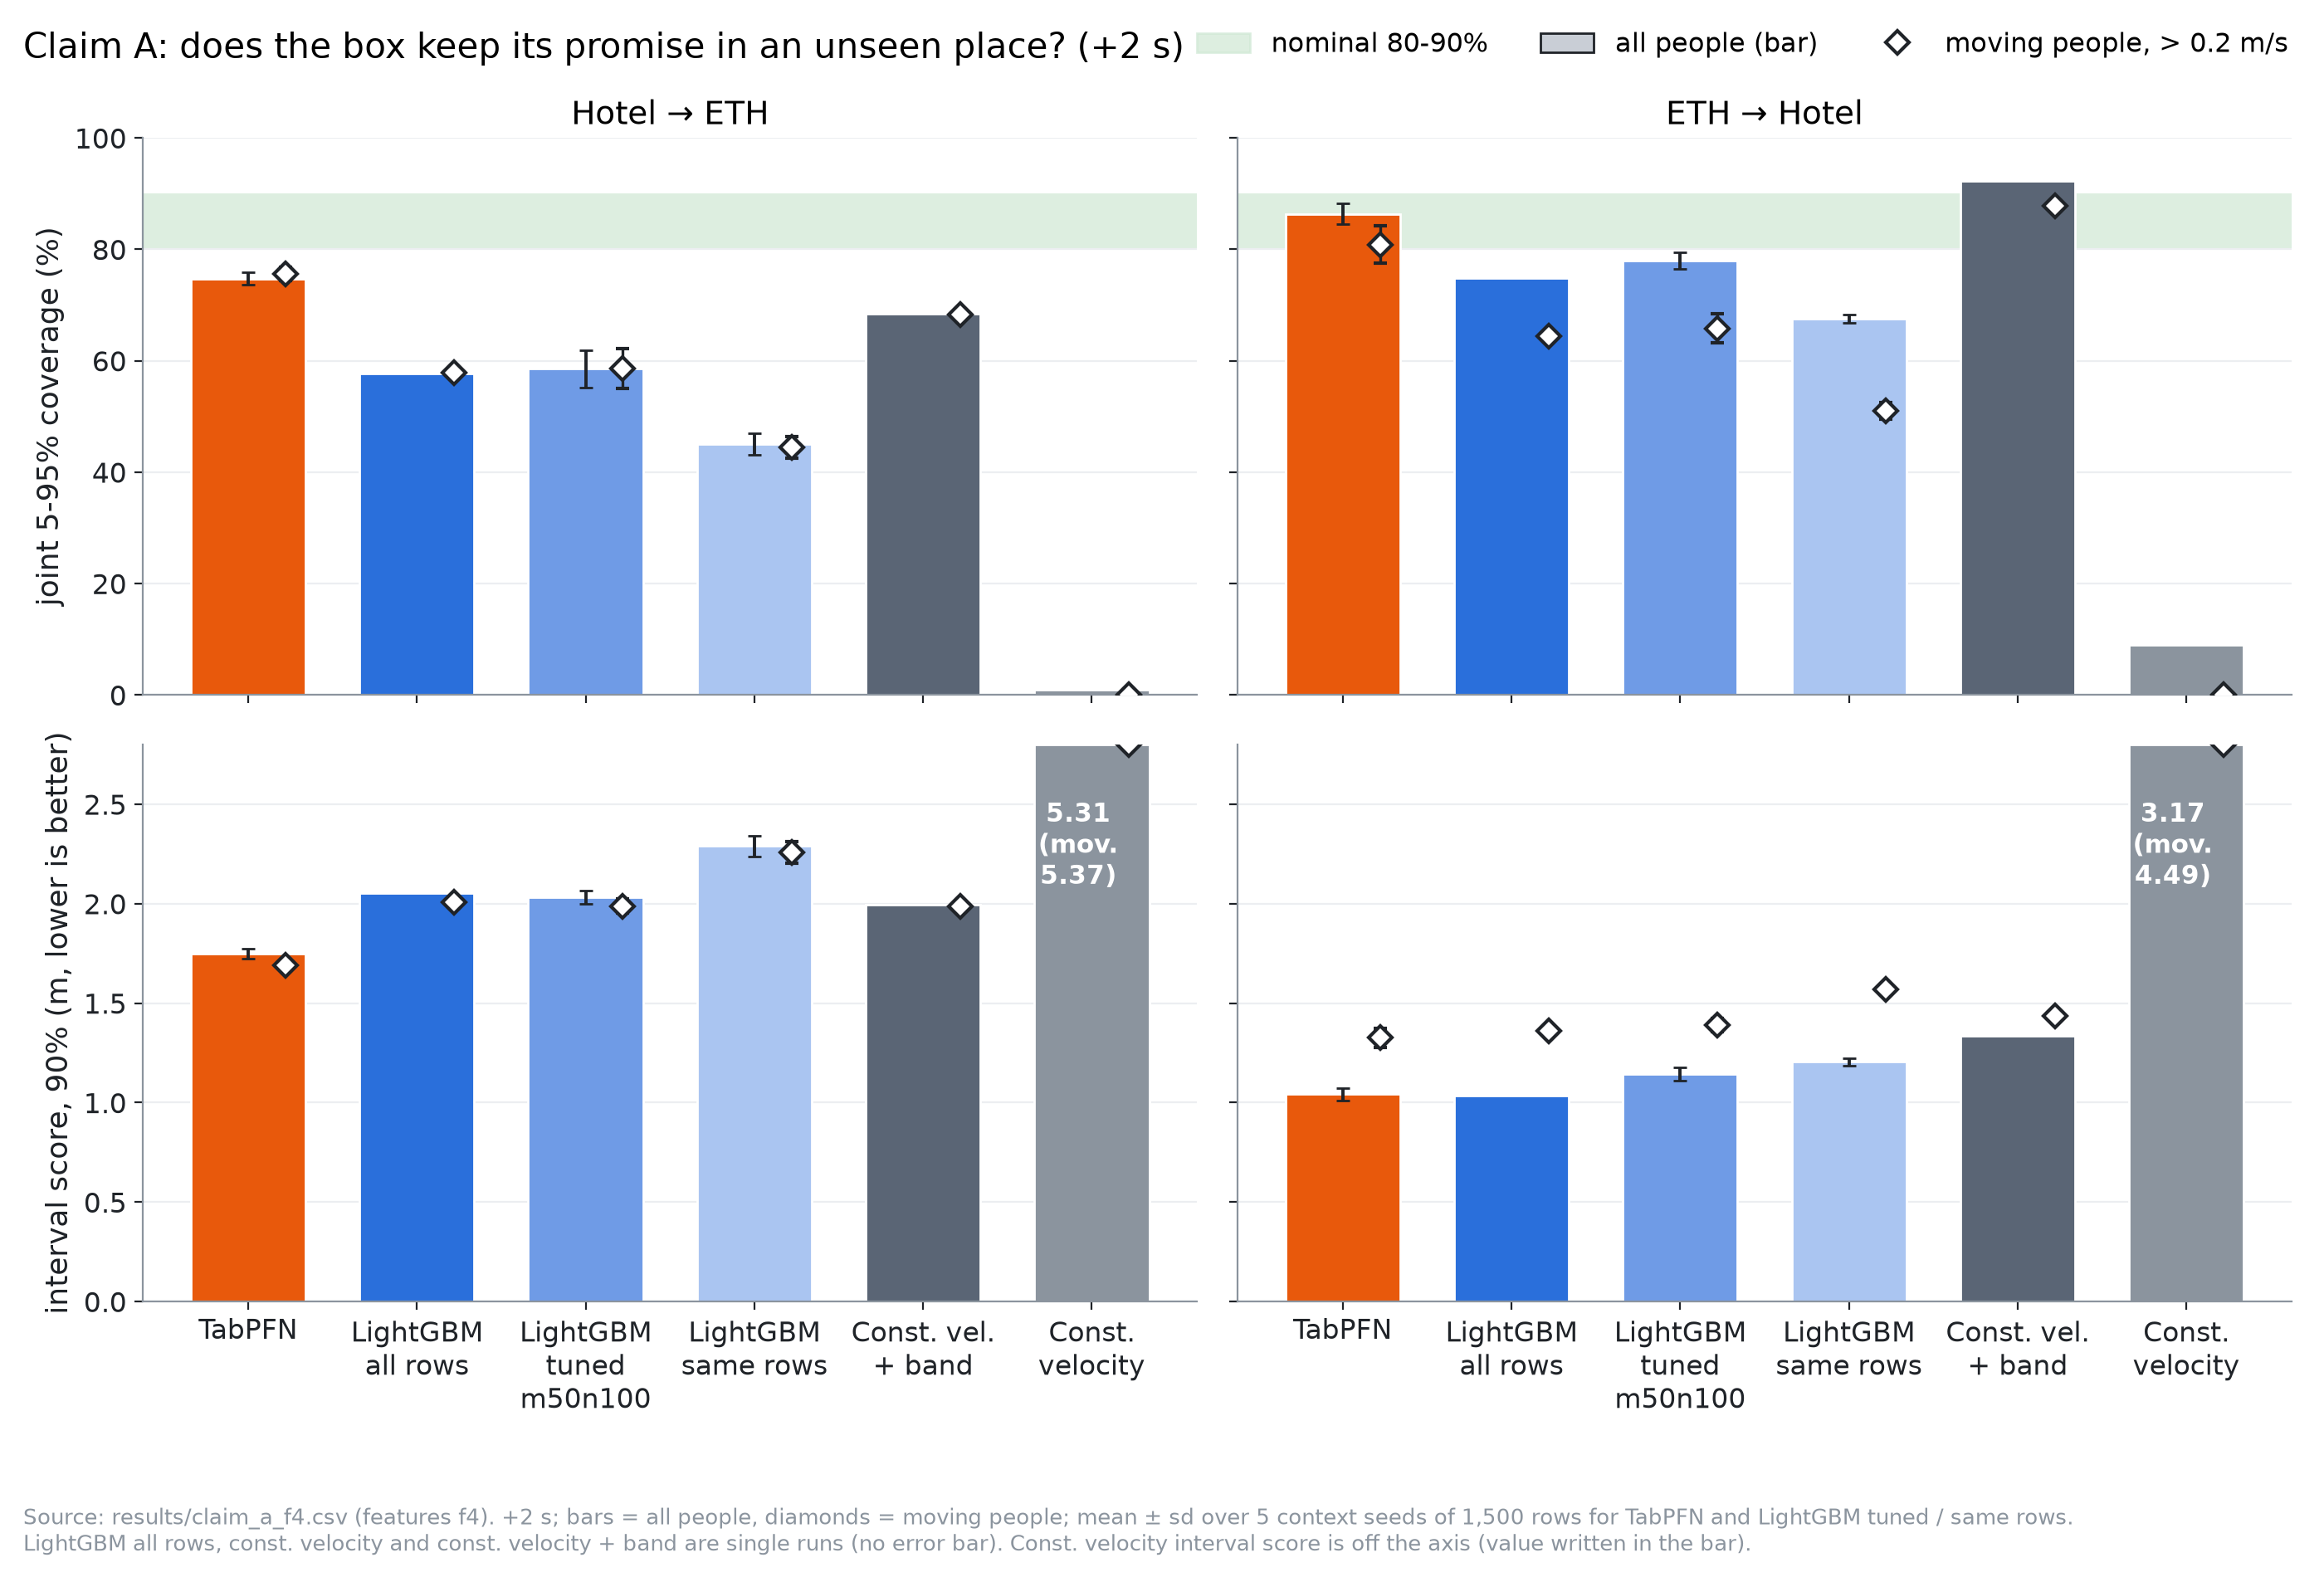 Claim A: does the box keep its promise in an unseen place? (+2 s)
nominal 80-90%
all people (bar)
moving people, > 0.2 m/s
Hotel → ETH
ETH → Hotel
joint 5-95% coverage (%)
100
80
60
40
20
0
interval score, 90% (m, lower is better)
2.5
2.0
1.5
1.0
0.5
0.0
5.31
(mov.
5.37)
3.17
(mov.
4.49)
TabPFN
LightGBM
all rows
LightGBM
tuned
m50n100
LightGBM
same rows
Const. vel.
+ band
Const.
velocity
TabPFN
LightGBM
all rows
LightGBM
tuned
m50n100
LightGBM
same rows
Const. vel.
+ band
Const.
velocity
Source: results/claim_a_f4.csv (features f4). +2 s; bars = all people, diamonds = moving people; mean ± sd over 5 context seeds of 1,500 rows for TabPFN and LightGBM tuned / same rows.
LightGBM all rows, const. velocity and const. velocity + band are single runs (no error bar). Const. velocity interval score is off the axis (value written in the bar).